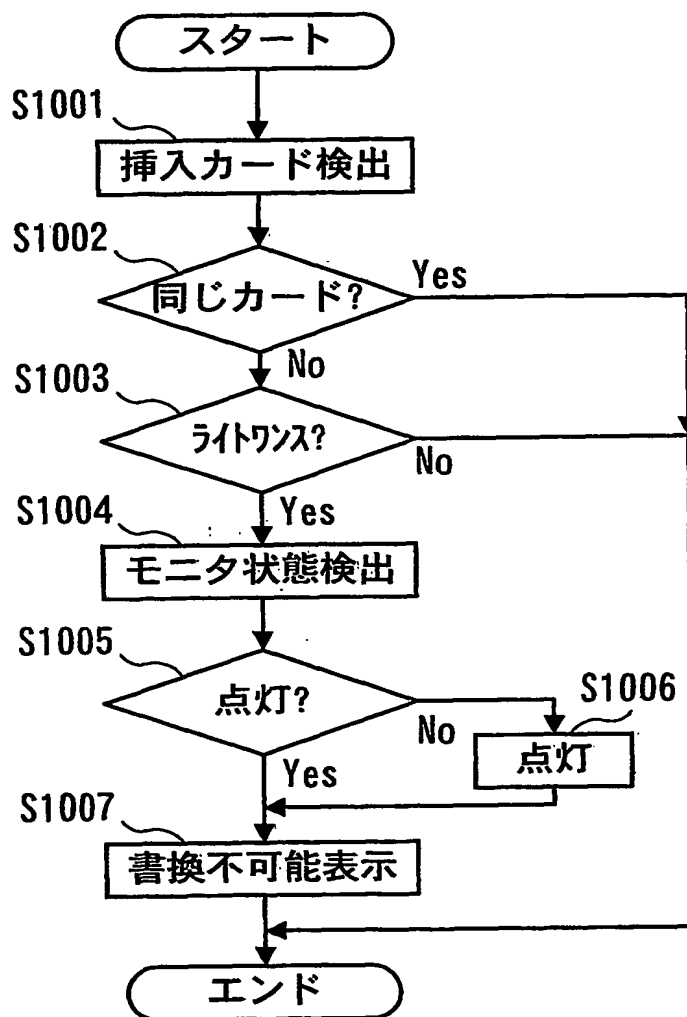 スタート
S1001
挿入カード検出
S1002
同じカード?
Yes
No
S1003
ライトワンス?
No
Yes
S1004
モニタ状態検出
S1005
点灯?
No
S1006
点灯
Yes
S1007
書換不可能表示
エンド